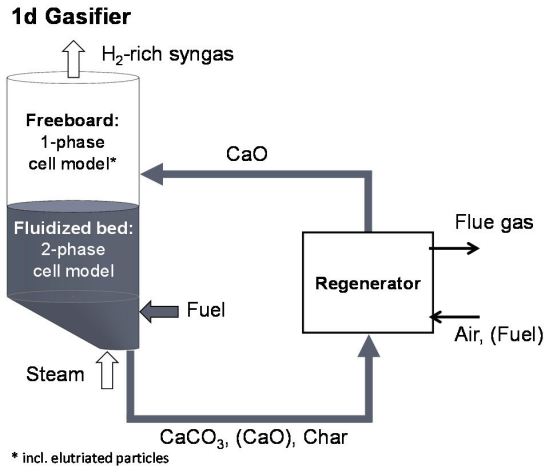 1d Gasifier
H₂-rich syngas
Freeboard:
1-phase
cell model*
CaO
Fluidized bed:
2-phase
cell model
Flue gas
Regenerator
Fuel
Air, (Fuel)
Steam
CaCO₃, (CaO), Char
* incl. elutriated particles